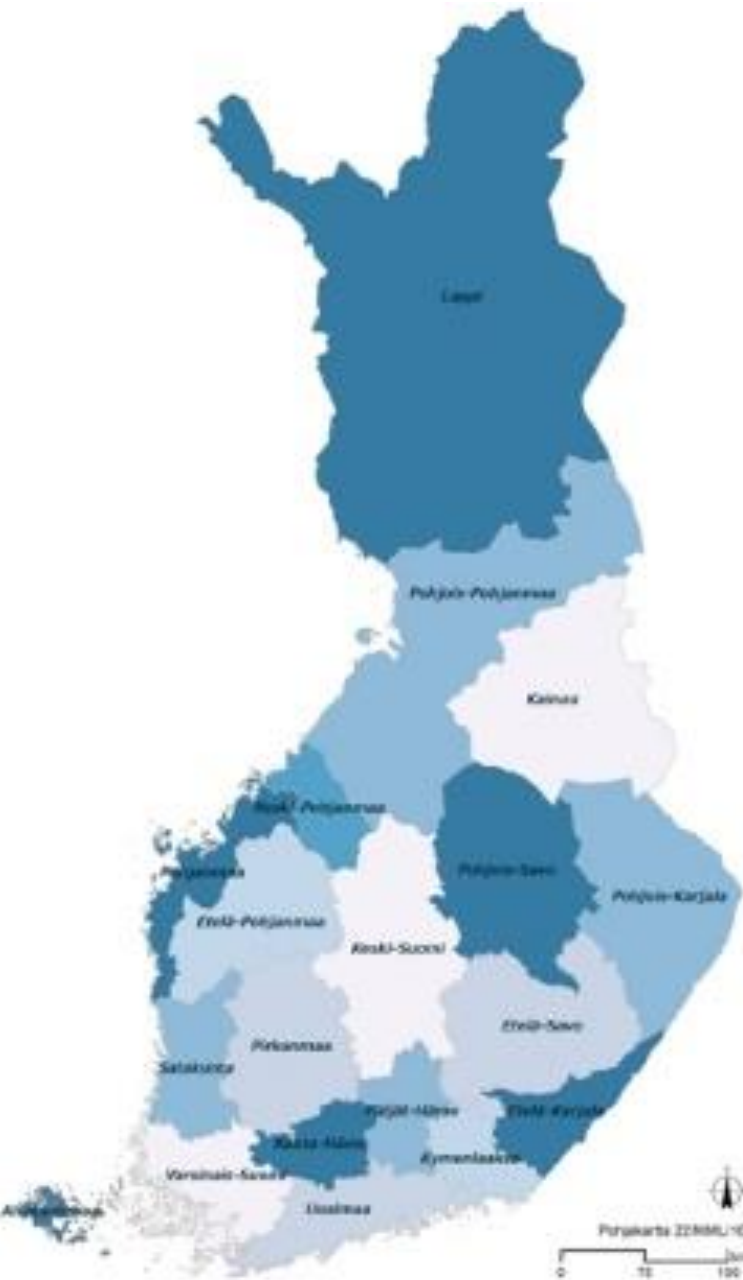 Lappi
Pohjois-Pohjanmaa
Kainuu
Keski-Pohjanmaa
Pohjanmaa
Pohjois-Savo
Pohjois-Karjala
Etelä-Pohjanmaa
Keski-Suomi
Etelä-Savo
Pirkanmaa
Satakunta
Päijät-Häme
Etelä-Karjala
Kanta-Häme
Kymenlaakso
Varsinais-Suomi
Uusimaa
Ahvenanmaa
0